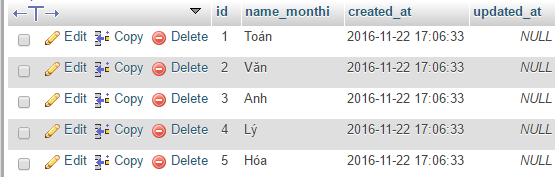 id name_monthi created_at updated_at
Edit Copy Delete 1 Toán 2016-11-22 17:06:33 NULL
Edit Copy Delete 2 Văn 2016-11-22 17:06:33 NULL
Edit Copy Delete 3 Anh 2016-11-22 17:06:33 NULL
Edit Copy Delete 4 Lý 2016-11-22 17:06:33 NULL
Edit Copy Delete 5 Hóa 2016-11-22 17:06:33 NULL